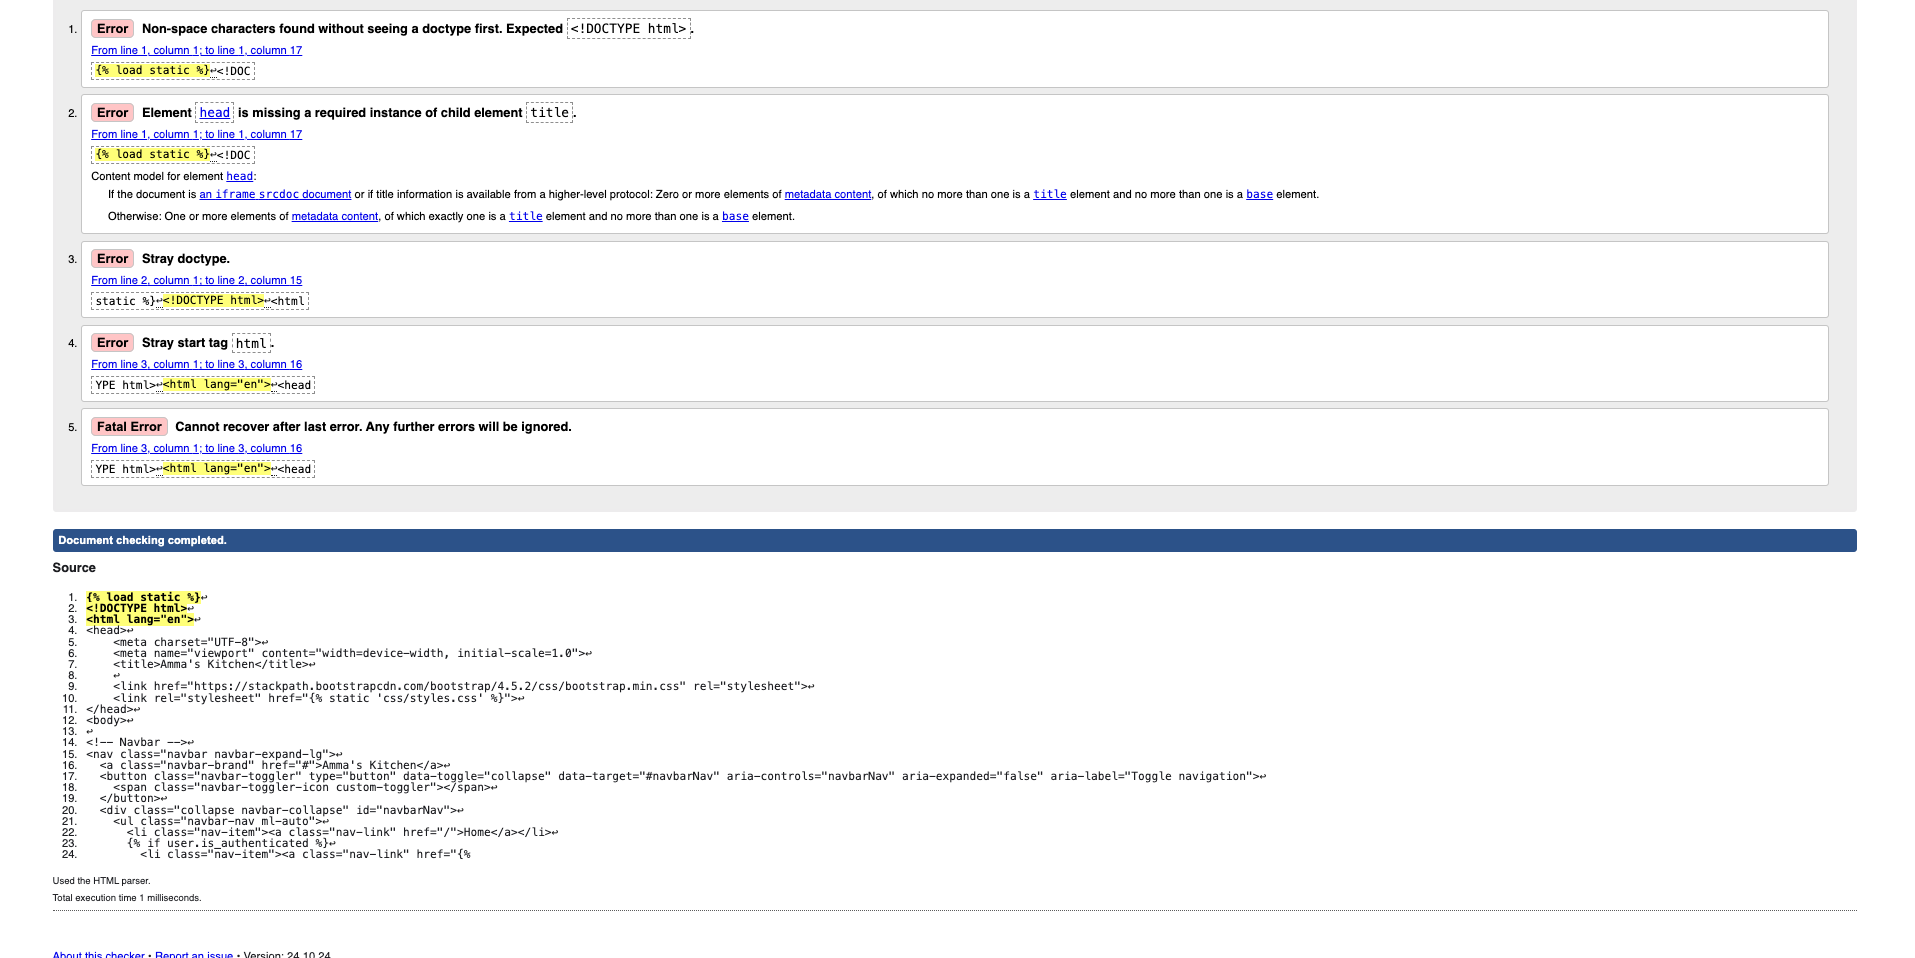 1. Error Non-space characters found without seeing a doctype first. Expected <!DOCTYPE html>.
From line 1, column 1; to line 1, column 17
{% load static %}↩<!DOC
2. Error Element head is missing a required instance of child element title.
From line 1, column 1; to line 1, column 17
{% load static %}↩<!DOC
Content model for element head:
If the document is an iframe srcdoc document or if title information is available from a higher-level protocol: Zero or more elements of metadata content, of which no more than one is a title element and no more than one is a base element.
Otherwise: One or more elements of metadata content, of which exactly one is a title element and no more than one is a base element.
3. Error Stray doctype.
From line 2, column 1; to line 2, column 15
static %}↩<!DOCTYPE html>↩<html
4. Error Stray start tag html.
From line 3, column 1; to line 3, column 16
YPE html>↩<html lang="en">↩<head
5. Fatal Error Cannot recover after last error. Any further errors will be ignored.
From line 3, column 1; to line 3, column 16
YPE html>↩<html lang="en">↩<head
Document checking completed.
Source
1. {% load static %}↩
2. <!DOCTYPE html>↩
3. <html lang="en">↩
4. <head>↩
5.     <meta charset="UTF-8">↩
6.     <meta name="viewport" content="width=device-width, initial-scale=1.0">↩
7.     <title>Amma's Kitchen</title>↩
8.     ↩
9.     <link href="https://stackpath.bootstrapcdn.com/bootstrap/4.5.2/css/bootstrap.min.css" rel="stylesheet">↩
10.     <link rel="stylesheet" href="{% static 'css/styles.css' %}">↩
11. </head>↩
12. <body>↩
13. ↩
14. <!-- Navbar -->↩
15. <nav class="navbar navbar-expand-lg">↩
16.   <a class="navbar-brand" href="#">Amma's Kitchen</a>↩
17.   <button class="navbar-toggler" type="button" data-toggle="collapse" data-target="#navbarNav" aria-controls="navbarNav" aria-expanded="false" aria-label="Toggle navigation">↩
18.     <span class="navbar-toggler-icon custom-toggler"></span>↩
19.   </button>↩
20.   <div class="collapse navbar-collapse" id="navbarNav">↩
21.     <ul class="navbar-nav ml-auto">↩
22.       <li class="nav-item"><a class="nav-link" href="/">Home</a></li>↩
23.       {% if user.is_authenticated %}↩
24.         <li class="nav-item"><a class="nav-link" href="{%
Used the HTML parser.
Total execution time 1 milliseconds.
About this checker • Report an issue • Version: 24.10.24